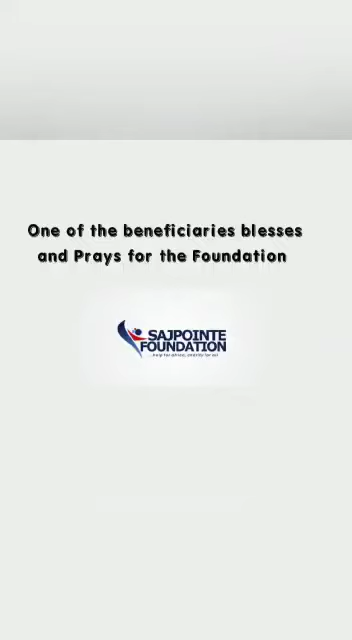 One of the beneficiaries blesses
and Prays for the Foundation
SAJPOINTE
FOUNDATION